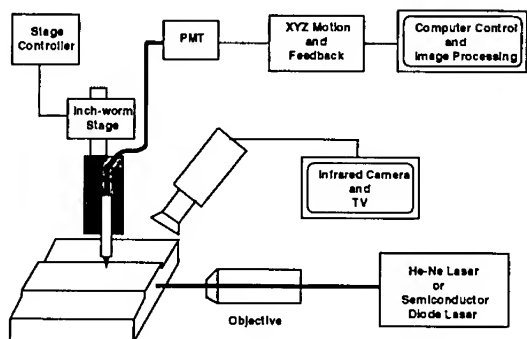 Stage
Controller
PMT
XYZ Motion
and
Feedback
Computer Control
and
Image Processing
Inch-worm
Stage
Infrared Camera
and
TV
He-Ne Laser
or
Semiconductor
Diode Laser
Objective